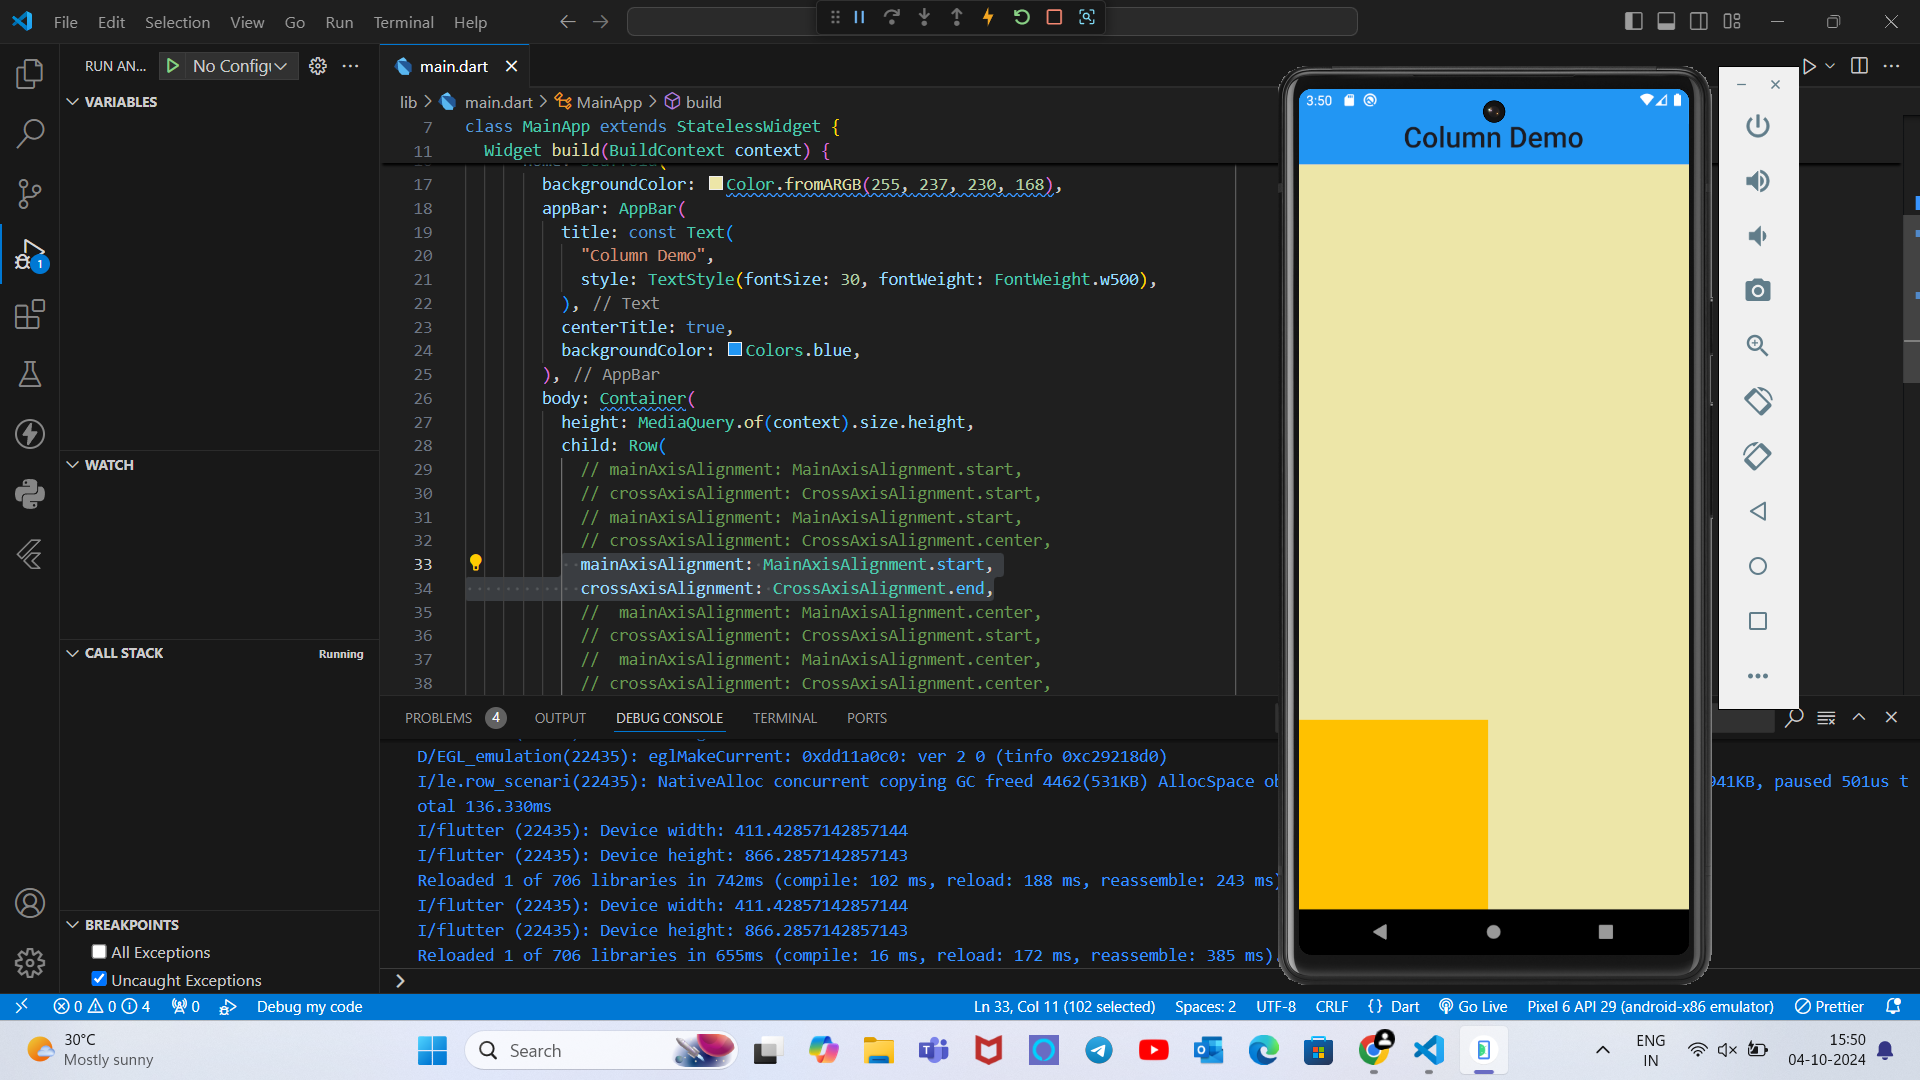 File Edit Selection View Go Run Terminal Help
RUN AN... No Config
main.dart
VARIABLES
lib > main.dart > MainApp > build
7 class MainApp extends StatelessWidget {
11 Widget build(BuildContext context) {
17 backgroundColor: Color.fromARGB(255, 237, 230, 168),
18 appBar: AppBar(
19 title: const Text(
20 "Column Demo",
21 style: TextStyle(fontSize: 30, fontWeight: FontWeight.w500),
22 ), // Text
23 centerTitle: true,
24 backgroundColor: Colors.blue,
25 ), // AppBar
26 body: Container(
27 height: MediaQuery.of(context).size.height,
28 child: Row(
29 // mainAxisAlignment: MainAxisAlignment.start,
30 // crossAxisAlignment: CrossAxisAlignment.start,
31 // mainAxisAlignment: MainAxisAlignment.start,
32 // crossAxisAlignment: CrossAxisAlignment.center,
33 mainAxisAlignment: MainAxisAlignment.start,
34 crossAxisAlignment: CrossAxisAlignment.end,
35 //  mainAxisAlignment: MainAxisAlignment.center,
36 // crossAxisAlignment: CrossAxisAlignment.start,
37 //  mainAxisAlignment: MainAxisAlignment.center,
38 // crossAxisAlignment: CrossAxisAlignment.center,
3:50
Column Demo
WATCH
CALL STACK Running
BREAKPOINTS
All Exceptions
Uncaught Exceptions
PROBLEMS 4 OUTPUT DEBUG CONSOLE TERMINAL PORTS
D/EGL_emulation(22435): eglMakeCurrent: 0xdd11a0c0: ver 2 0 (tinfo 0xc29218d0)
I/le.row_scenari(22435): NativeAlloc concurrent copying GC freed 4462(531KB) AllocSpace 941KB, paused 501us t
otal 136.330ms
I/flutter (22435): Device width: 411.42857142857144
I/flutter (22435): Device height: 866.2857142857143
Reloaded 1 of 706 libraries in 742ms (compile: 102 ms, reload: 188 ms, reassemble: 243 ms)
I/flutter (22435): Device width: 411.42857142857144
I/flutter (22435): Device height: 866.2857142857143
Reloaded 1 of 706 libraries in 655ms (compile: 16 ms, reload: 172 ms, reassemble: 385 ms)
0 0 4 0 Debug my code Ln 33, Col 11 (102 selected) Spaces: 2 UTF-8 CRLF {} Dart Go Live Pixel 6 API 29 (android-x86 emulator) Prettier
30°C
Mostly sunny
Search
ENG
IN
15:50
04-10-2024